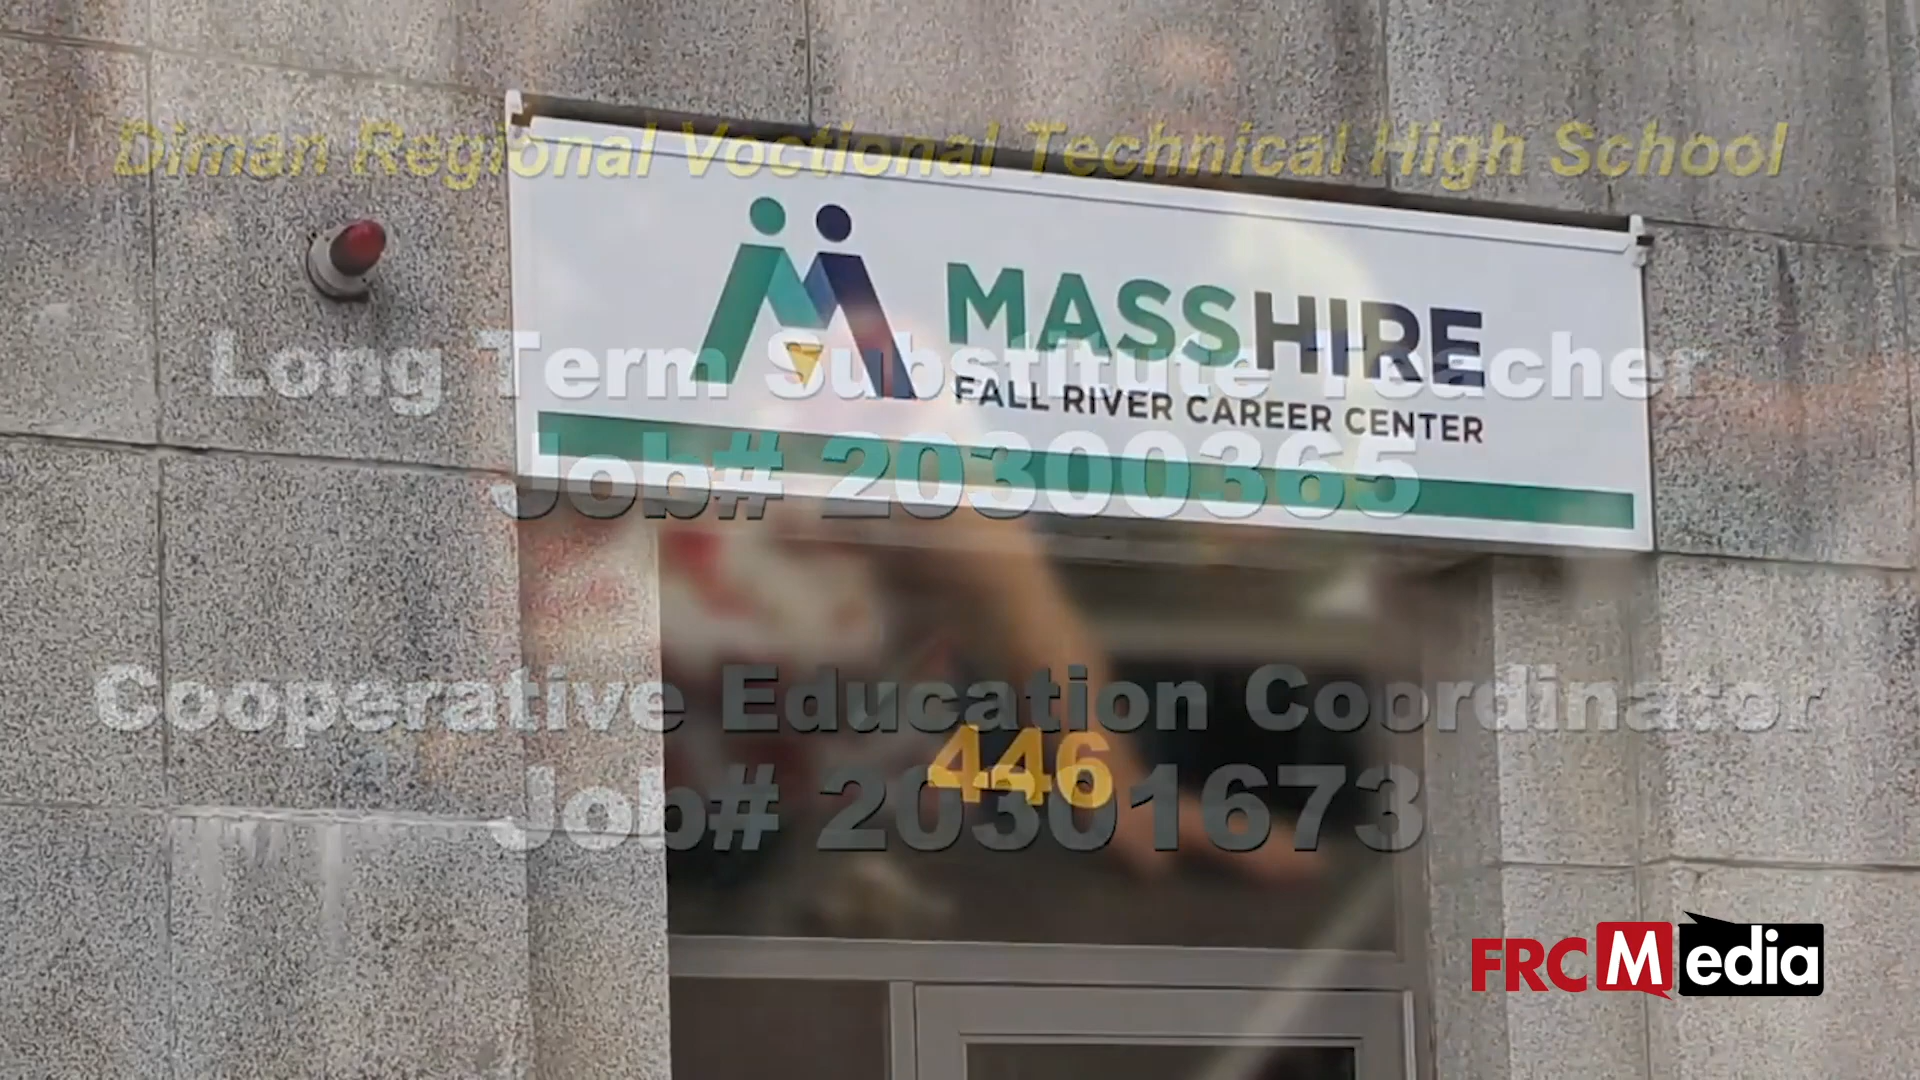 Diman Regional Voctional Technical High School
MASSHIRE
FALL RIVER CAREER CENTER
Long Term Substitute Teacher
Job# 20300365
Cooperative Education Coordinator
446
Job# 20301673
FRCMedia